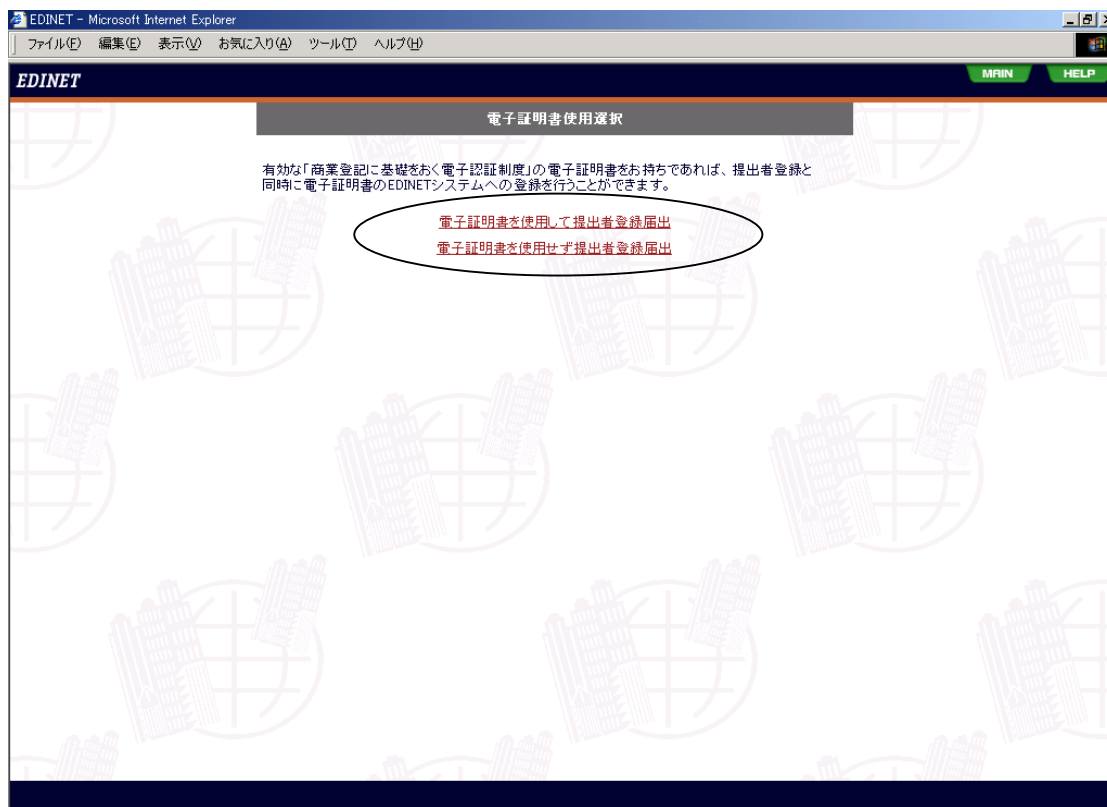 EDINET - Microsoft Internet Explorer
ファイル(F) 編集(E) 表示(V) お気に入り(A) ツール(T) ヘルプ(H)
EDINET
MAIN HELP
電子証明書使用選択
有効な「商業登記に基礎をおく電子認証制度」の電子証明書をお持ちであれば、提出者登録と
同時に電子証明書のEDINETシステムへの登録を行うことができます。
電子証明書を使用して提出者登録届出
電子証明書を使用せず提出者登録届出